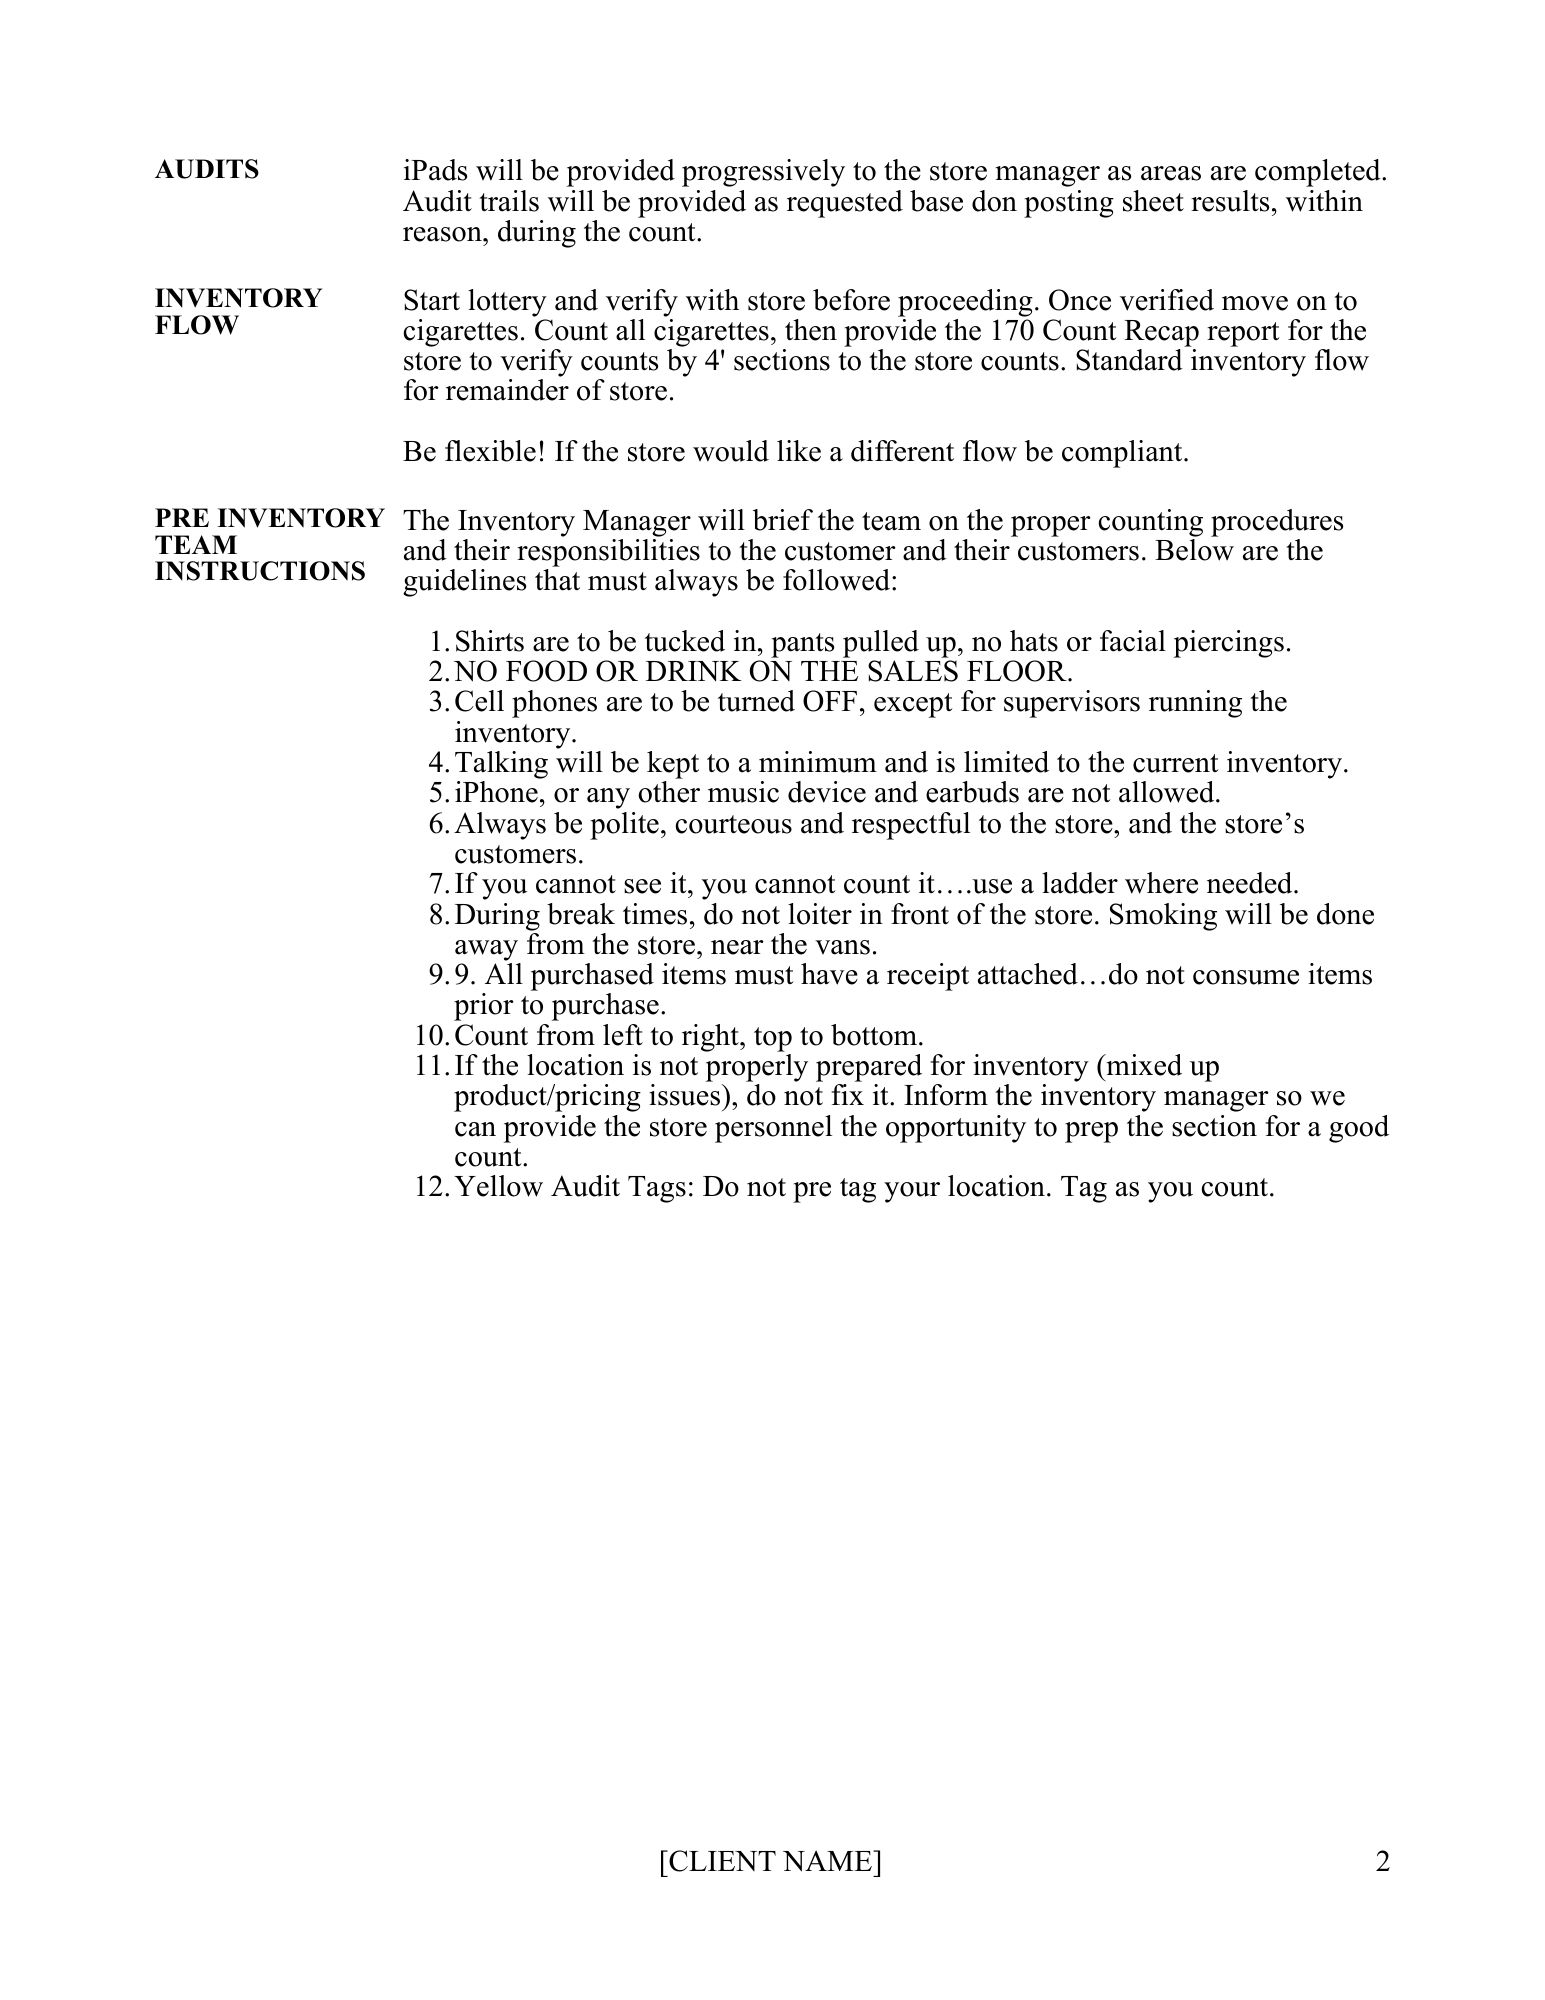 AUDITS
iPads will be provided progressively to the store manager as areas are completed.
Audit trails will be provided as requested base don posting sheet results, within
reason, during the count.
INVENTORY
FLOW
Start lottery and verify with store before proceeding. Once verified move on to
cigarettes. Count all cigarettes, then provide the 170 Count Recap report for the
store to verify counts by 4' sections to the store counts. Standard inventory flow
for remainder of store.
Be flexible! If the store would like a different flow be compliant.
PRE INVENTORY
TEAM
INSTRUCTIONS
The Inventory Manager will brief the team on the proper counting procedures
and their responsibilities to the customer and their customers. Below are the
guidelines that must always be followed:
1. Shirts are to be tucked in, pants pulled up, no hats or facial piercings.
2. NO FOOD OR DRINK ON THE SALES FLOOR.
3. Cell phones are to be turned OFF, except for supervisors running the
inventory.
4. Talking will be kept to a minimum and is limited to the current inventory.
5. iPhone, or any other music device and earbuds are not allowed.
6. Always be polite, courteous and respectful to the store, and the store’s
customers.
7. If you cannot see it, you cannot count it….use a ladder where needed.
8. During break times, do not loiter in front of the store. Smoking will be done
away from the store, near the vans.
9. 9. All purchased items must have a receipt attached…do not consume items
prior to purchase.
10. Count from left to right, top to bottom.
11. If the location is not properly prepared for inventory (mixed up
product/pricing issues), do not fix it. Inform the inventory manager so we
can provide the store personnel the opportunity to prep the section for a good
count.
12. Yellow Audit Tags: Do not pre tag your location. Tag as you count.
[CLIENT NAME]
2